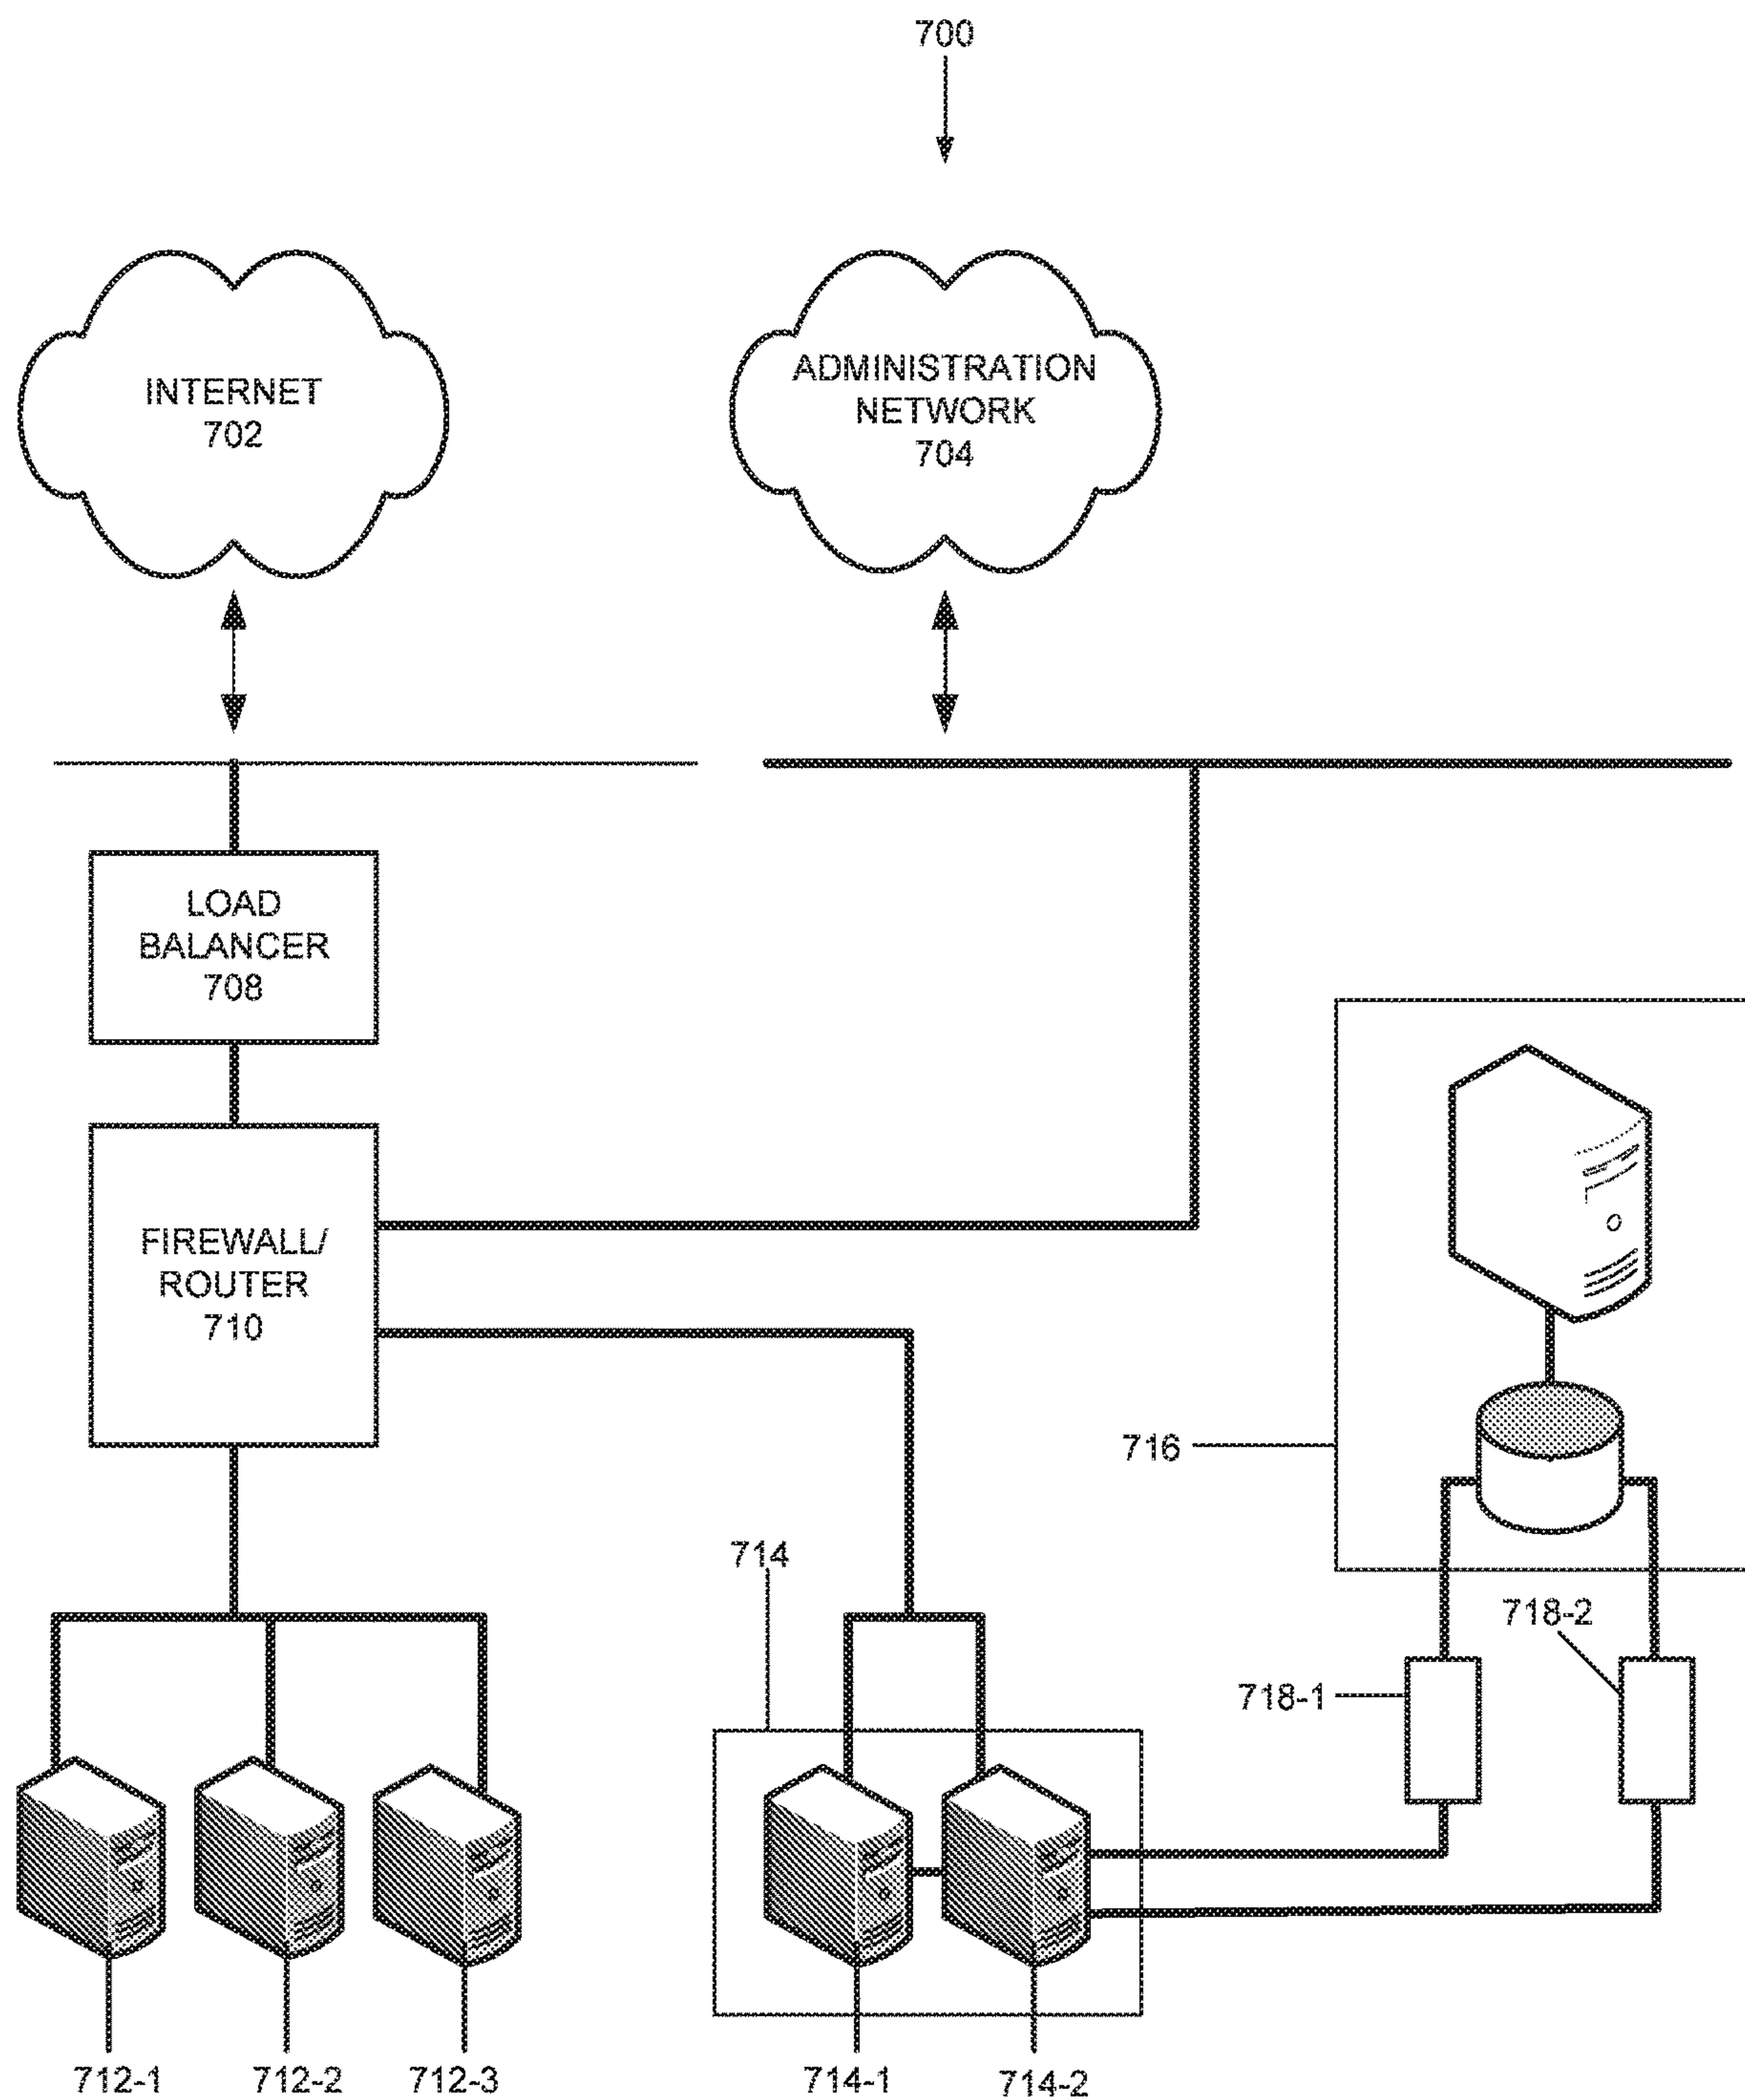 700
INTERNET
702
ADMINISTRATION
NETWORK
704
LOAD
BALANCER
708
FIREWALL/
ROUTER
710
716
714
718-2
718-1
712-1
712-2
712-3
714-1
714-2